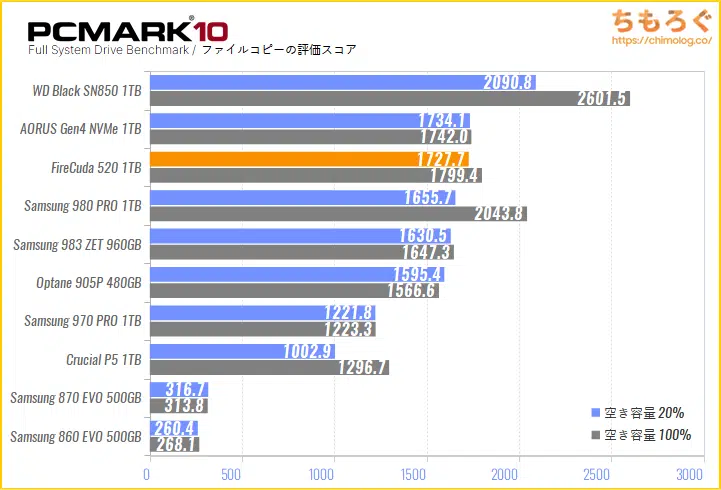 PCMARK®10
ちもろぐ
Full System Drive Benchmark / ファイルコピーの評価スコア
https://chimolog.co/
WD Black SN850 1TB 2090.8
2601.5
AORUS Gen4 NVMe 1TB 1734.1
1742.0
FireCuda 520 1TB 1727.7
1799.4
Samsung 980 PRO 1TB 1655.7
2043.8
Samsung 983 ZET 960GB 1630.5
1647.3
Optane 905P 480GB 1595.4
1566.6
Samsung 970 PRO 1TB 1221.8
1223.3
Crucial P5 1TB 1002.9
1296.7
Samsung 870 EVO 500GB 316.7
313.8
Samsung 860 EVO 500GB 260.4
268.1
空き容量 20%
空き容量 100%
0 500 1000 1500 2000 2500 3000